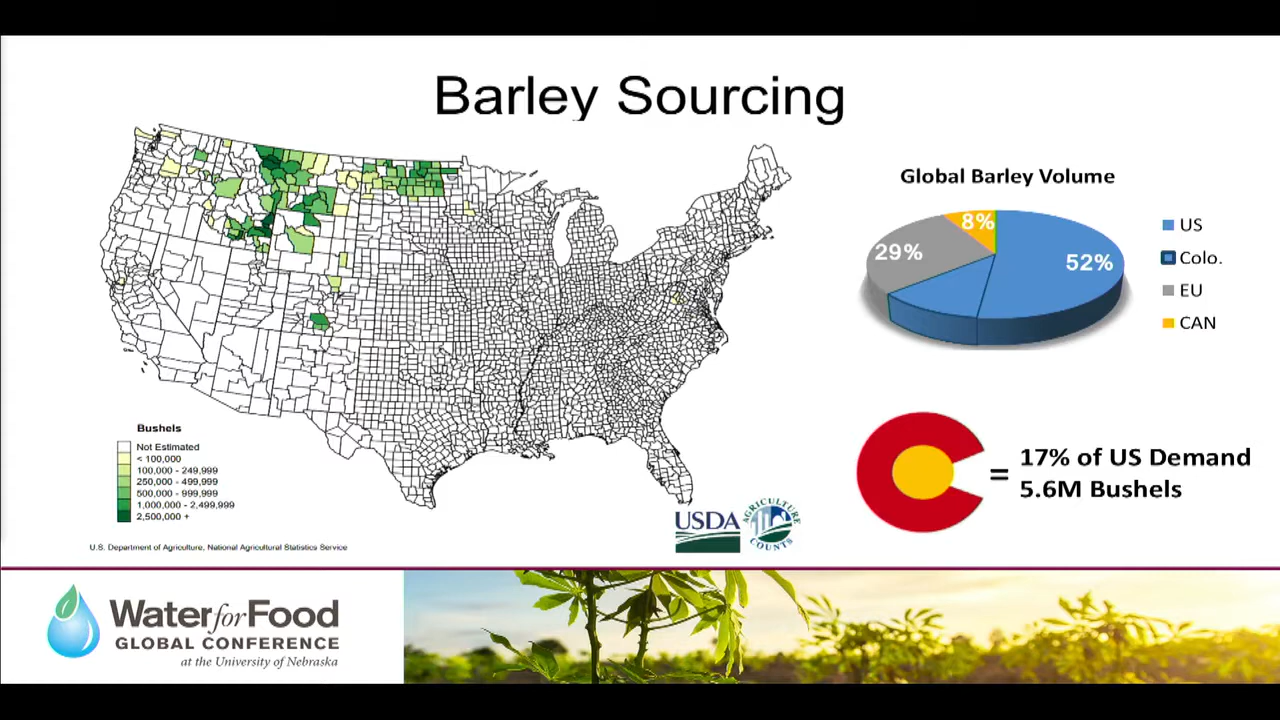 Barley Sourcing
Bushels
Not Estimated
< 100,000
100,000 - 249,999
250,000 - 499,999
500,000 - 999,999
1,000,000 - 2,499,999
2,500,000 +
U.S. Department of Agriculture, National Agricultural Statistics Service
USDA
AGRICULTURE
COUNTS
Global Barley Volume
8%
29%
52%
US
Colo.
EU
CAN
= 17% of US Demand
5.6M Bushels
Water for Food
GLOBAL CONFERENCE
at the University of Nebraska